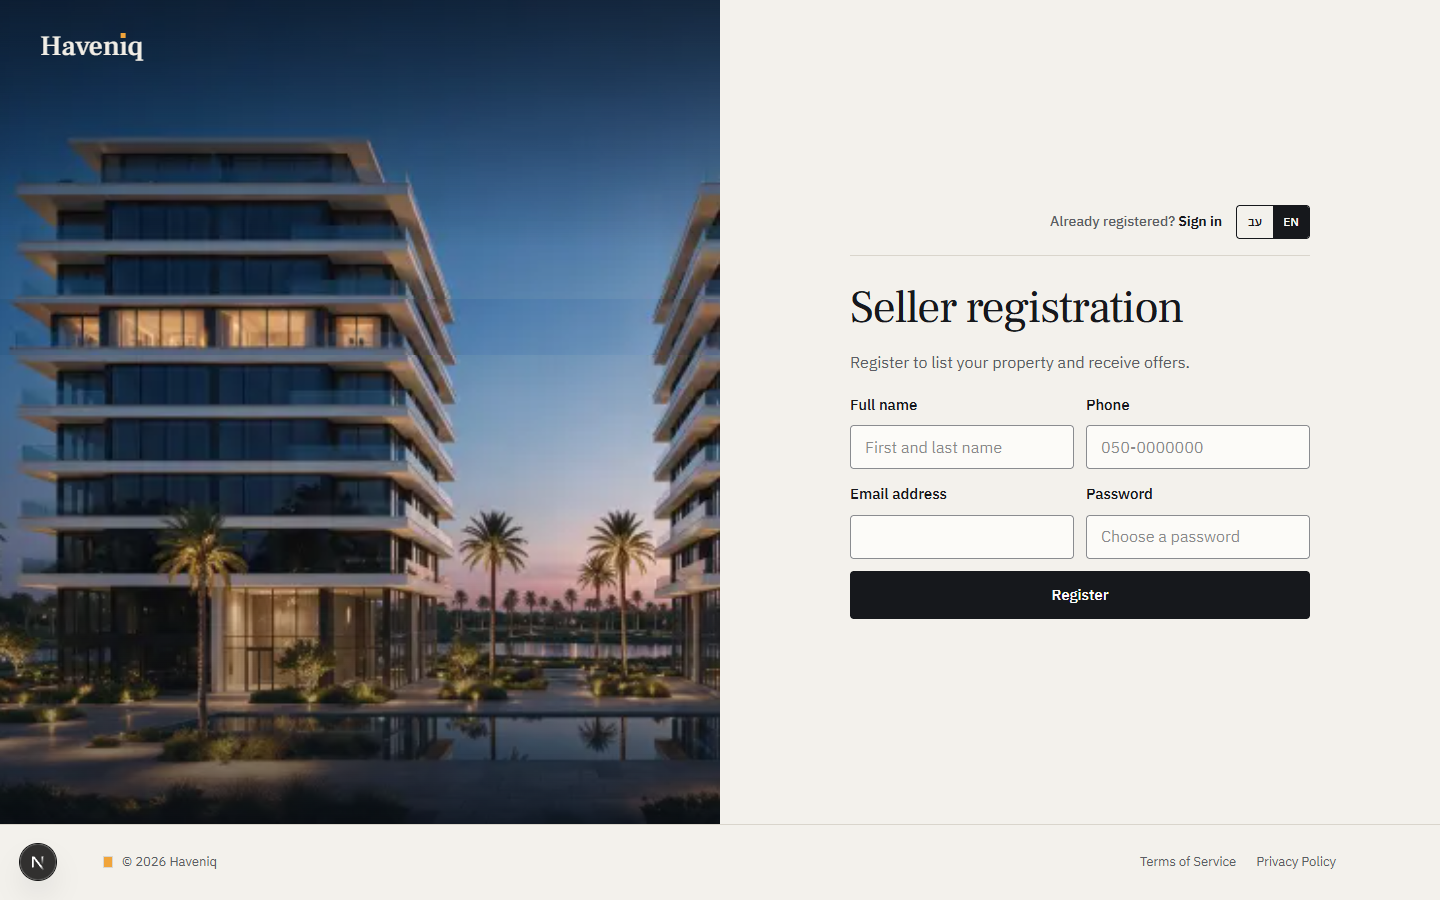 Haveniq
Already registered? Sign in
עב
EN
Seller registration
Register to list your property and receive offers.
Full name
Phone
First and last name
050-0000000
Email address
Password
Choose a password
Register
N
© 2026 Haveniq
Terms of Service
Privacy Policy